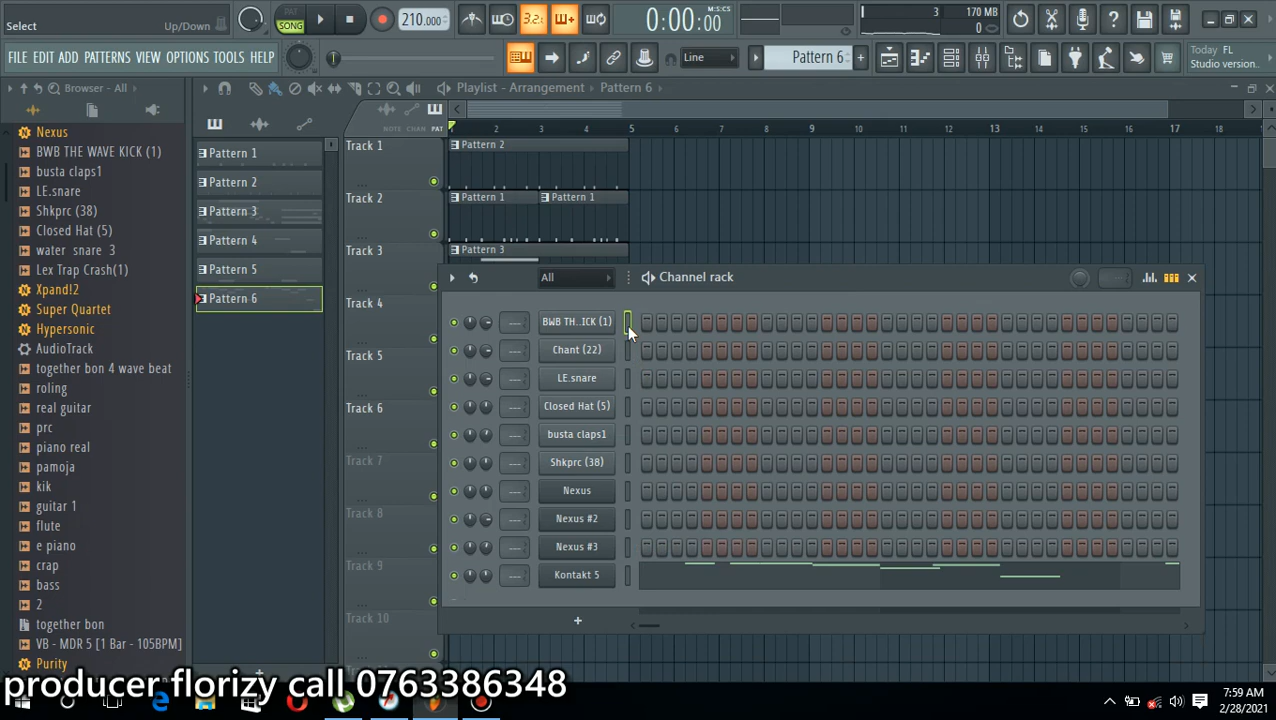 Select
Up/Down
PAT
SONG
210.000
3.2.
0:00:00
M:S:CS
3
170 MB
0
FILE EDIT ADD PATTERNS VIEW OPTIONS TOOLS HELP
Line
Pattern 6
Today FL
Studio version..
Browser - All
Playlist - Arrangement
Pattern 6
NOTE CHAN PAT
1 2 3 4 5 6 7 8 9 10 11 12 13 14 15 16 17 18
Nexus
BWB THE WAVE KICK (1)
busta claps1
LE.snare
Shkprc (38)
Closed Hat (5)
water_snare_3
Lex Trap Crash(1)
Xpand!2
Super Quartet
Hypersonic
AudioTrack
together bon 4 wave beat
roling
real guitar
prc
piano real
pamoja
kik
guitar 1
flute
e piano
crap
bass
2
together bon
VB - MDR 5 [1 Bar - 105BPM]
Purity
Pattern 1
Pattern 2
Pattern 3
Pattern 4
Pattern 5
Pattern 6
Track 1
Track 2
Track 3
Track 4
Track 5
Track 6
Track 7
Track 8
Track 9
Track 10
Pattern 2
Pattern 1
Pattern 1
Pattern 3
All
Channel rack
BWB TH..ICK (1)
Chant (22)
LE.snare
Closed Hat (5)
busta claps1
Shkprc (38)
Nexus
Nexus #2
Nexus #3
Kontakt 5
producer florizy call 0763386348
7:59 AM
2/28/2021